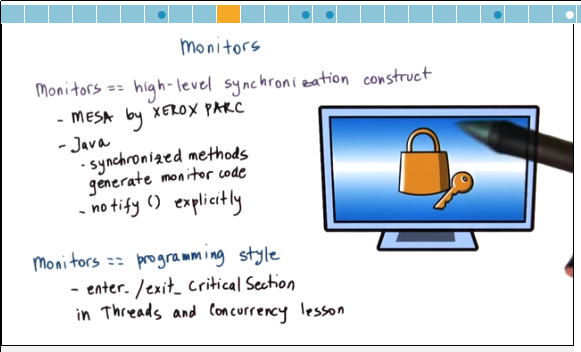 Monitors
Monitors == high-level synchronization construct
- MESA by XEROX PARC
- Java
- synchronized methods
generate monitor code
- notify () explicitly
Monitors == programming style
- enter_/exit_ critical section
in Threads and Concurrency lesson